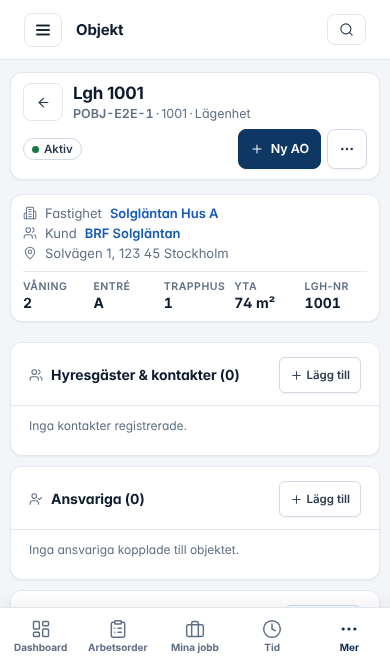 Objekt
Lgh 1001
POBJ-E2E-1 · 1001 · Lägenhet
Aktiv
Ny AO
Fastighet Solgläntan Hus A
Kund BRF Solgläntan
Solvägen 1, 123 45 Stockholm
VÅNING ENTRÉ TRAPPHUS YTA LGH-NR
2 A 1 74 m² 1001
Hyresgäster & kontakter (0) Lägg till
Inga kontakter registrerade.
Ansvariga (0) Lägg till
Inga ansvariga kopplade till objektet.
Dashboard Arbetsorder Mina jobb Tid Mer